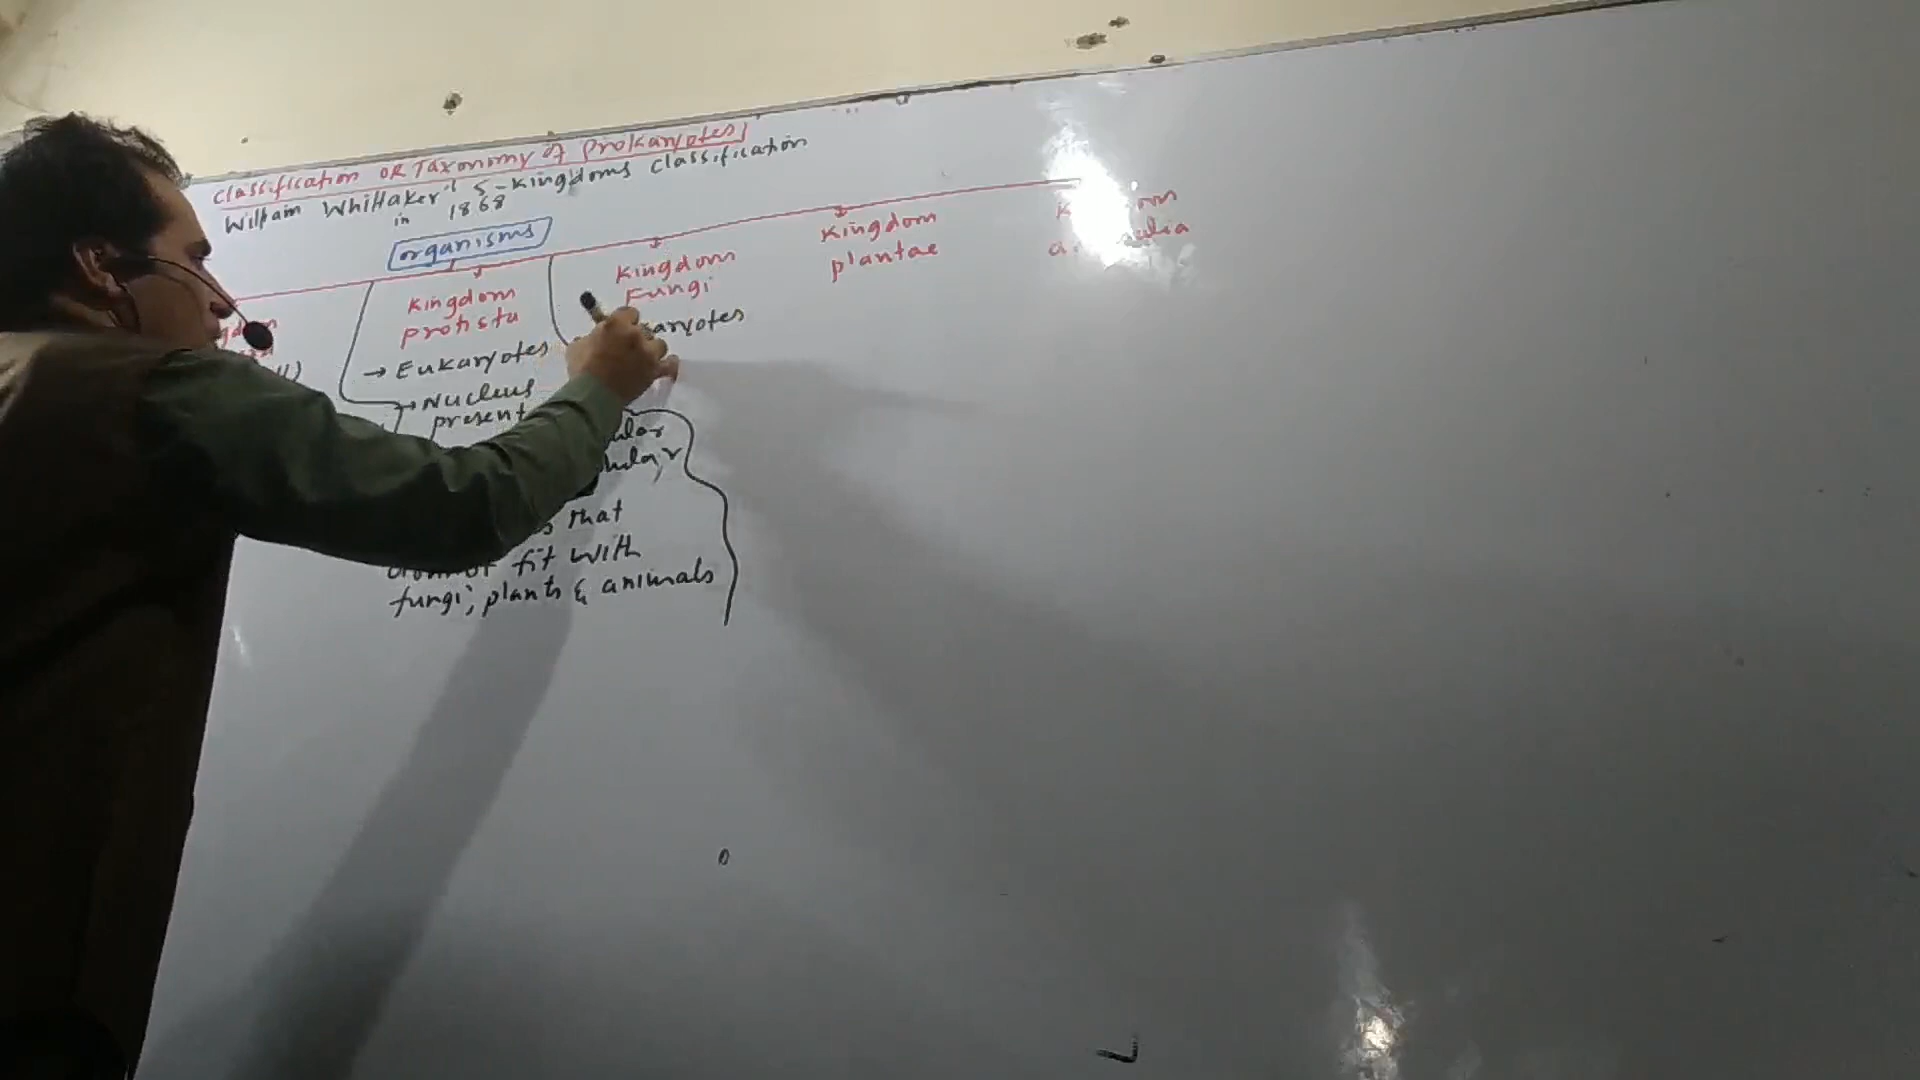 Classification OR Taxonomy of Prokaryotes;
William Whittaker's 5-kingdoms classification
in 1868
organisms
Kingdom
Protista
→ Eukaryotes
→ Nucleus
present
that
fit with
fungi, plants & animals
Kingdom
Fungi
Kingdom
plantae